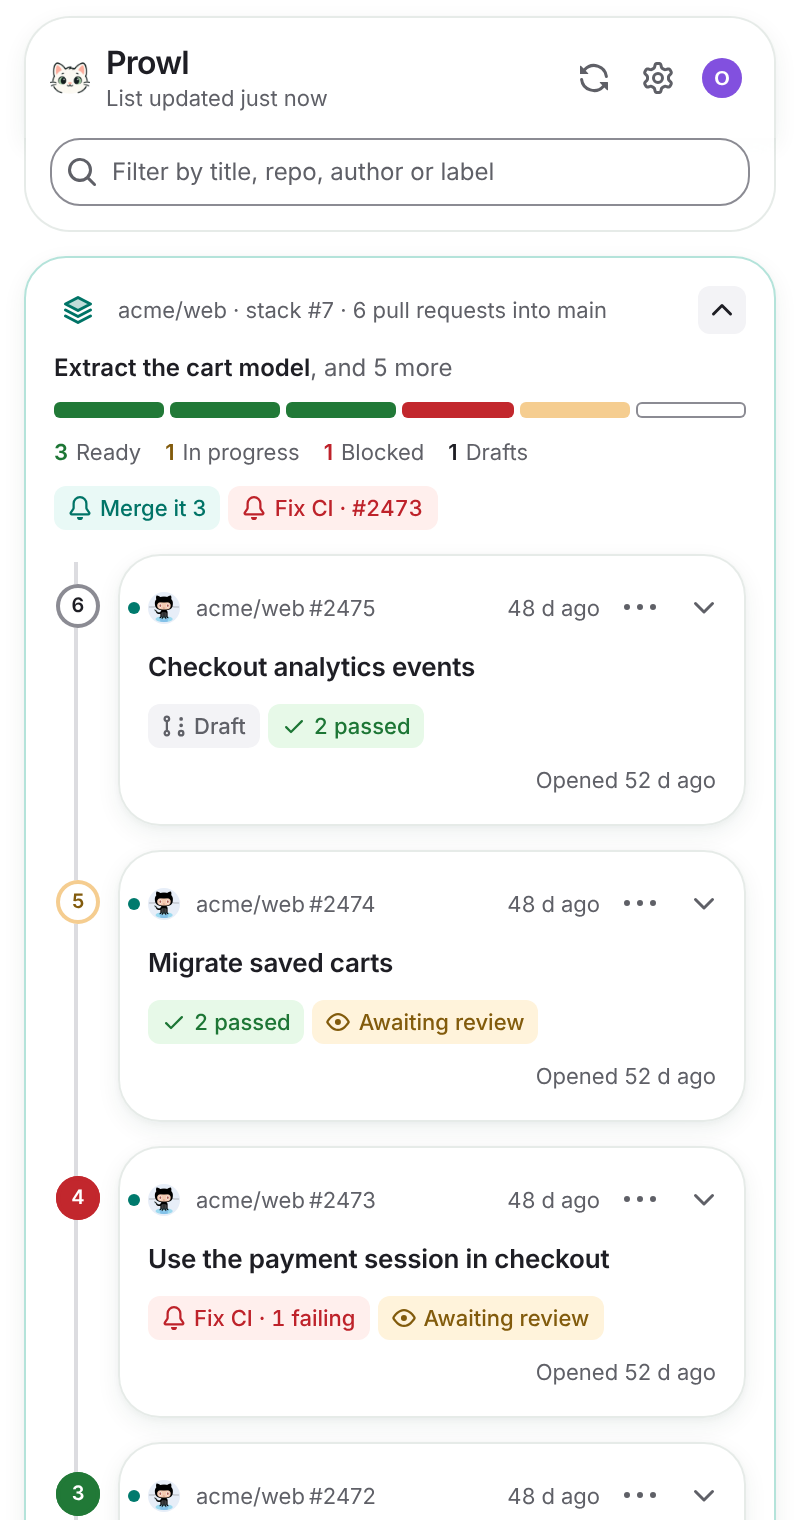 Prowl
List updated just now
O
Filter by title, repo, author or label
acme/web · stack #7 · 6 pull requests into main
Extract the cart model, and 5 more
3 Ready 1 In progress 1 Blocked 1 Drafts
Merge it 3 Fix CI · #2473
6 acme/web #2475 48 d ago
Checkout analytics events
Draft 2 passed
Opened 52 d ago
5 acme/web #2474 48 d ago
Migrate saved carts
2 passed Awaiting review
Opened 52 d ago
4 acme/web #2473 48 d ago
Use the payment session in checkout
Fix CI · 1 failing Awaiting review
Opened 52 d ago
3 acme/web #2472 48 d ago